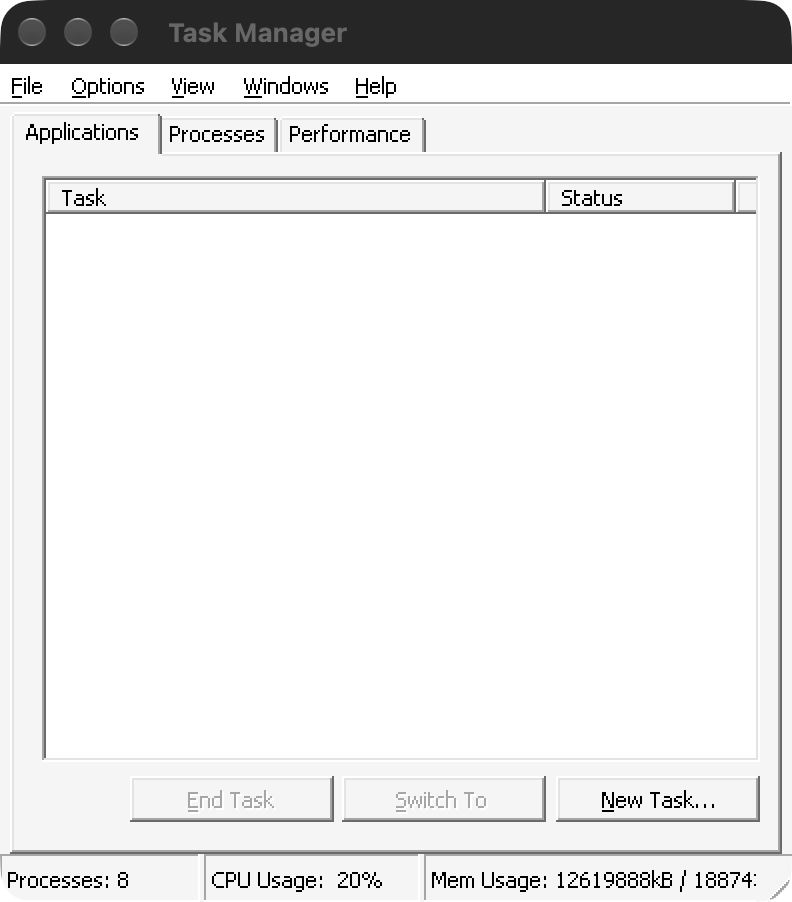 Task Manager
File Options View Windows Help
Applications Processes Performance
Task Status
End Task Switch To New Task...
Processes: 8 CPU Usage: 20% Mem Usage: 12619888kB / 18874